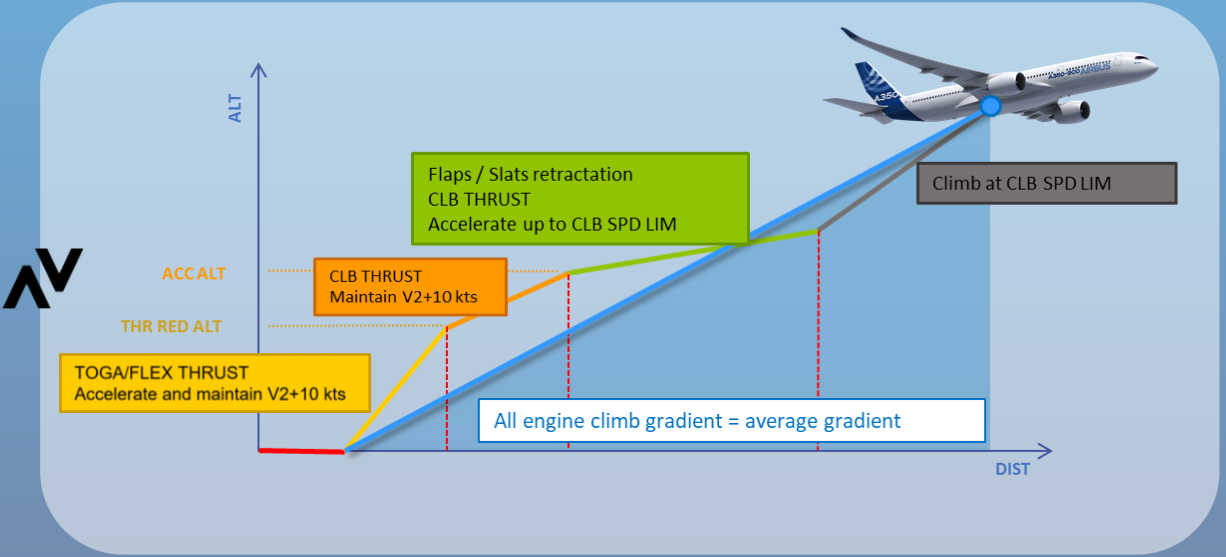 ALT
A350-900 AIRBUS
A350
Flaps / Slats retractation
CLB THRUST
Accelerate up to CLB SPD LIM
Climb at CLB SPD LIM
ACC ALT
CLB THRUST
Maintain V2+10 kts
THR RED ALT
TOGA/FLEX THRUST
Accelerate and maintain V2+10 kts
All engine climb gradient = average gradient
DIST